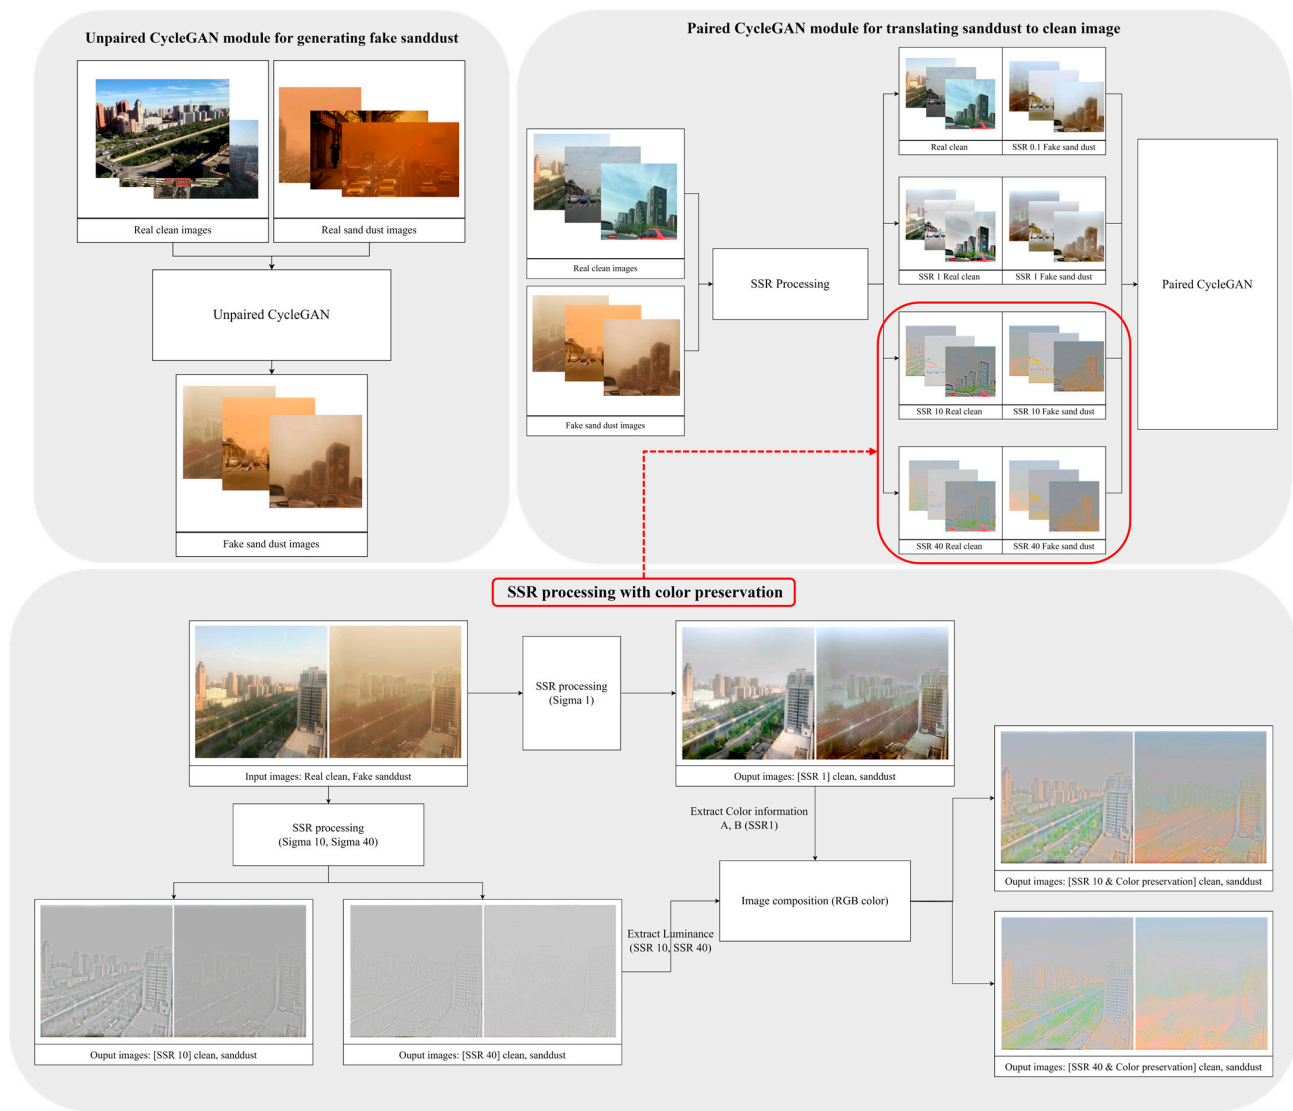 Unpaired CycleGAN module for generating fake sanddust
Real clean images
Real sand dust images
Unpaired CycleGAN
Fake sand dust images
Paired CycleGAN module for translating sanddust to clean image
Real clean images
Fake sand dust images
SSR Processing
Real clean
SSR 0.1 Fake sand dust
SSR 1 Real clean
SSR 1 Fake sand dust
SSR 10 Real clean
SSR 10 Fake sand dust
SSR 40 Real clean
SSR 40 Fake sand dust
Paired CycleGAN
SSR processing with color preservation
Input images: Real clean, Fake sanddust
SSR processing
(Sigma 1)
Ouput images: [SSR 1] clean, sanddust
SSR processing
(Sigma 10, Sigma 40)
Extract Color information
A, B (SSR1)
Ouput images: [SSR 10] clean, sanddust
Ouput images: [SSR 40] clean, sanddust
Extract Luminance
(SSR 10, SSR 40)
Image composition (RGB color)
Ouput images: [SSR 10 & Color preservation] clean, sanddust
Ouput images: [SSR 40 & Color preservation] clean, sanddust